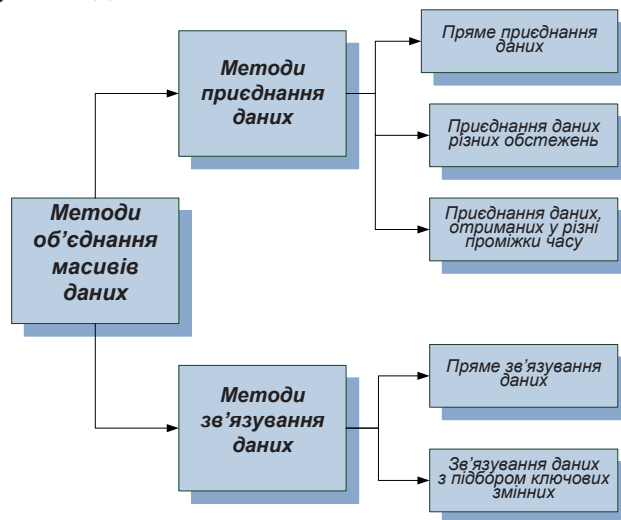 Методи
об’єднання
масивів
даних
Методи
приєднання
даних
Пряме приєднання
даних
Приєднання даних
різних обстежень
Приєднання даних,
отриманих у різні
проміжки часу
Методи
зв’язування
даних
Пряме зв’язування
даних
Зв’язування даних
з підбором ключових
змінних